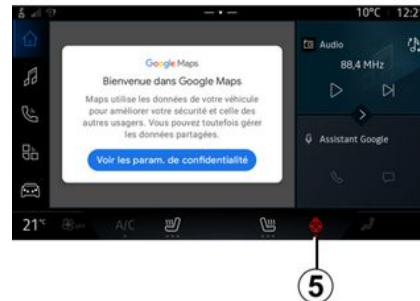 10°C 12:2
Google Maps
Bienvenue dans Google Maps
Maps utilise les données de votre véhicule
pour améliorer votre sécurité et celle des
autres usagers. Vous pouvez toutefois gérer
les données partagées.
Voir les param. de confidentialité
Audio
88,4 MHz
Assistant Google
21°C
OFF
A/C
5